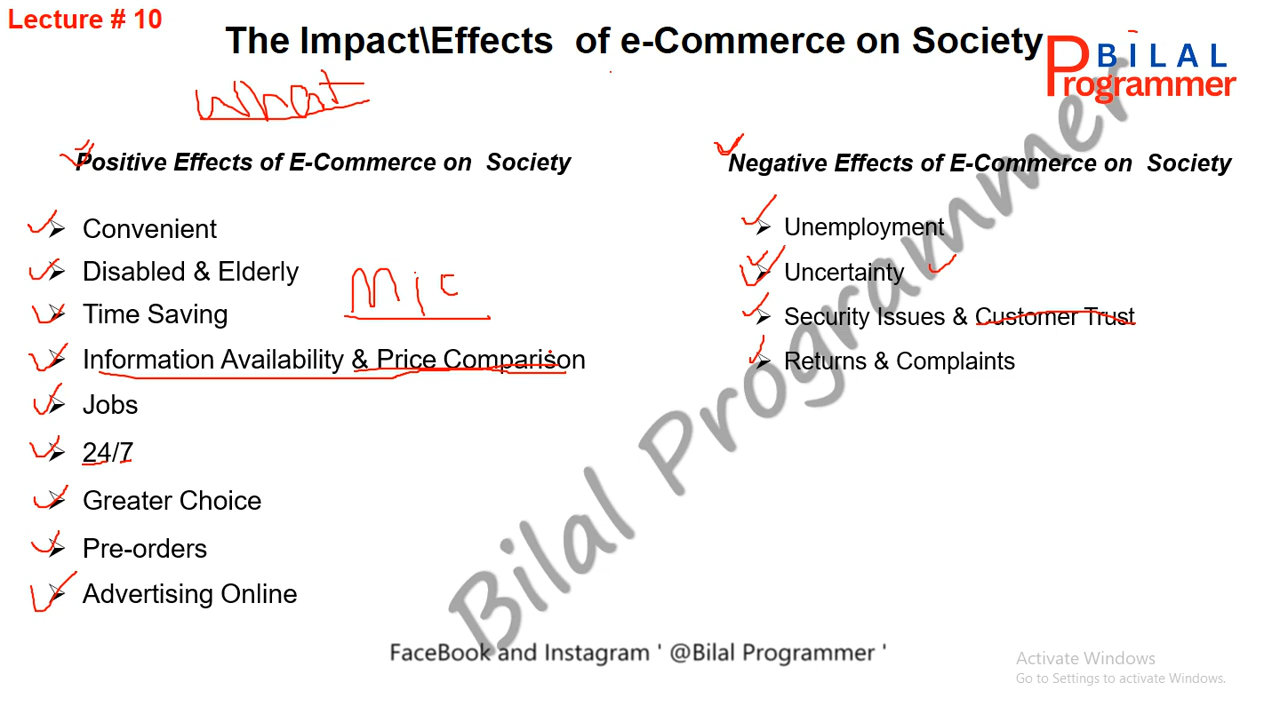 Lecture # 10
The Impact\Effects of e-Commerce on Society
BILAL
Programmer
What
Positive Effects of E-Commerce on Society
Convenient
Disabled & Elderly
Time Saving
Mic
Information Availability & Price Comparison
Jobs
24/7
Greater Choice
Pre-orders
Advertising Online
Negative Effects of E-Commerce on Society
Unemployment
Uncertainty
Security Issues & Customer Trust
Returns & Complaints
Bilal Programmer
FaceBook and Instagram ' @Bilal Programmer '
Activate Windows
Go to Settings to activate Windows.